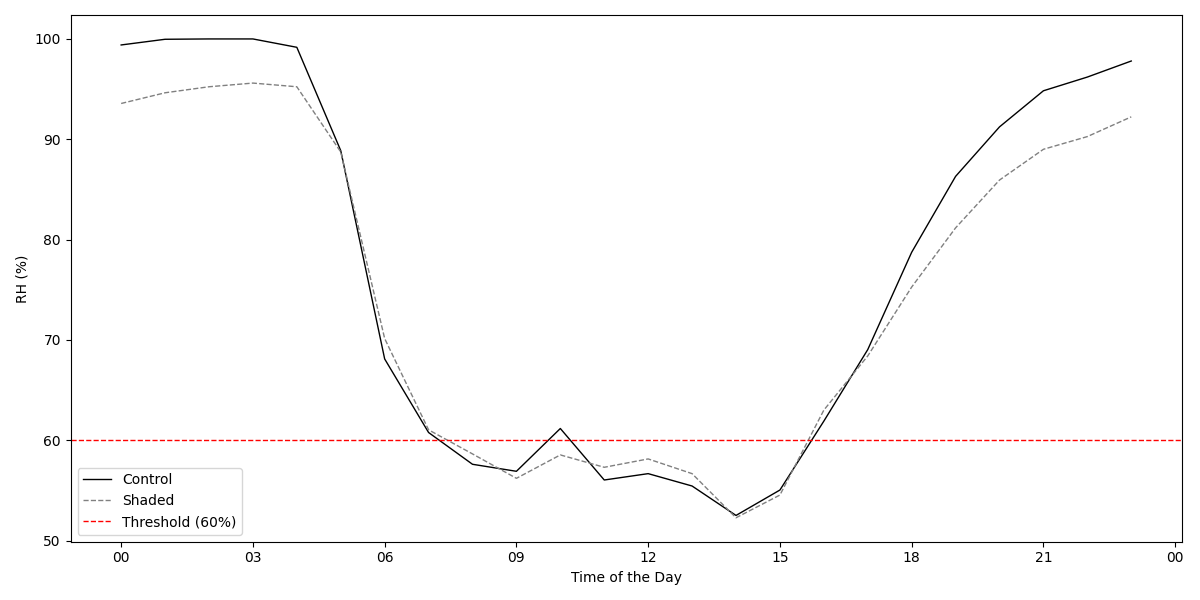 100
90
80
70
60
50
RH (%)
Control
Shaded
Threshold (60%)
00 03 06 09 12 15 18 21 00
Time of the Day